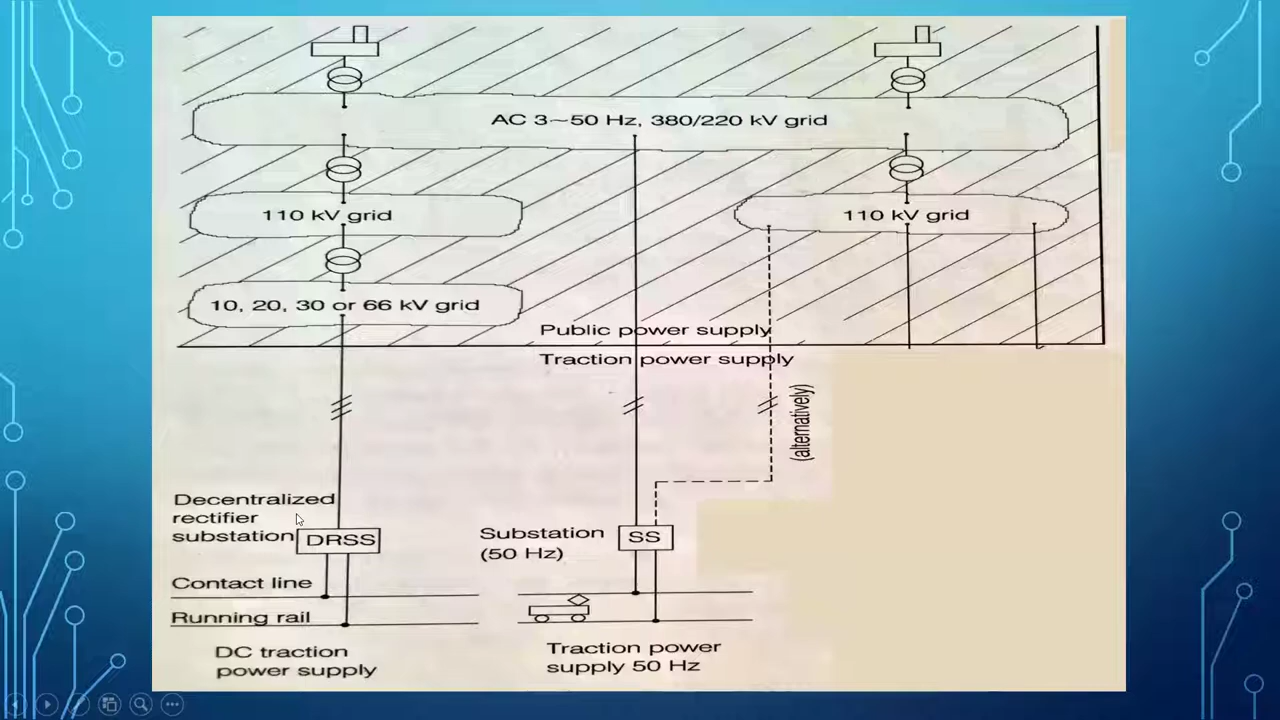 AC 3~50 Hz, 380/220 kV grid
110 kV grid
110 kV grid
10, 20, 30 or 66 kV grid
Public power supply
Traction power supply
(alternatively)
Decentralized
rectifier
substation
DRSS
Substation
(50 Hz)
SS
Contact line
Running rail
DC traction
power supply
Traction power
supply 50 Hz